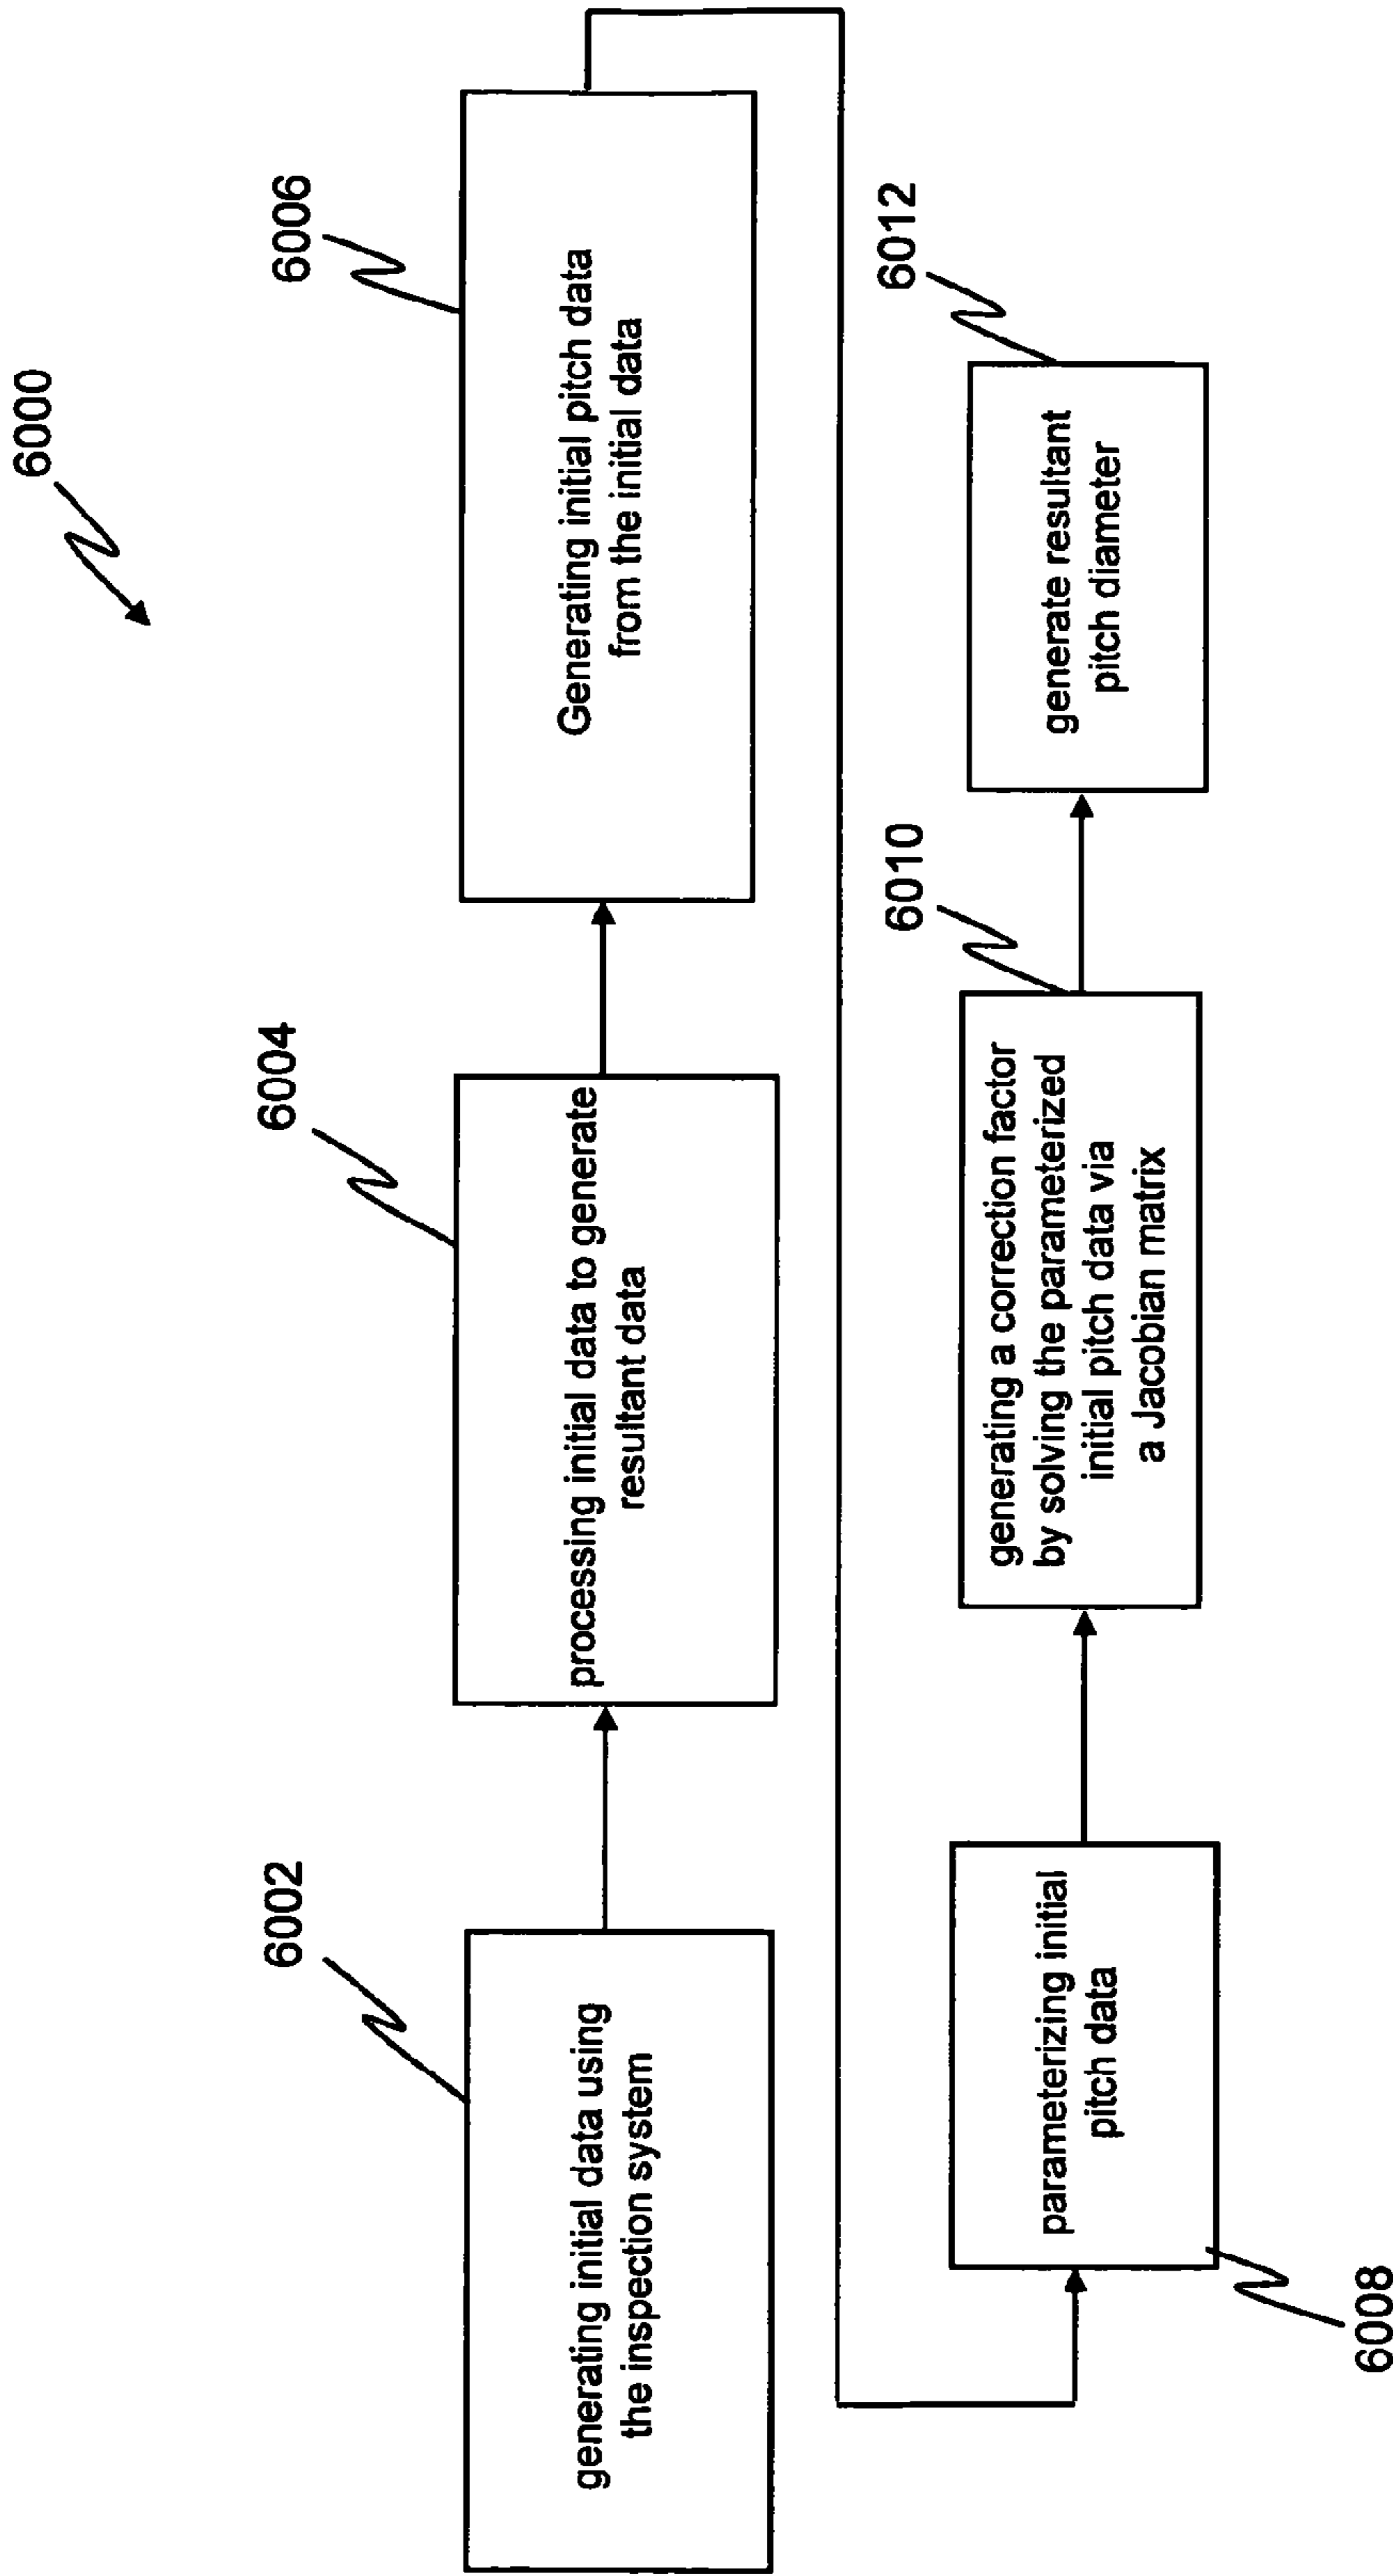 6000
6002
generating initial data using
the inspection system
6004
processing initial data to generate
resultant data
6006
Generating initial pitch data
from the initial data
6008
parameterizing initial
pitch data
6010
generating a correction factor
by solving the parameterized
initial pitch data via
a Jacobian matrix
6012
generate resultant
pitch diameter